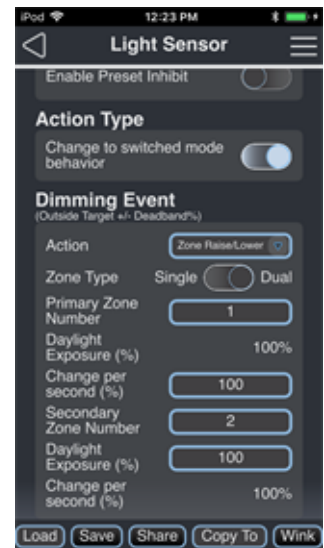 iPod 12:23 PM
Light Sensor
Enable Preset Inhibit
Action Type
Change to switched mode
behavior
Dimming Event
(Outside Target +/- Deadband%)
Action Zone Raise/Lower
Zone Type Single Dual
Primary Zone
Number 1
Daylight
Exposure (%) 100%
Change per
second (%) 100
Secondary
Zone Number 2
Daylight
Exposure (%) 100
Change per
second (%) 100%
Load Save Share Copy To Wink